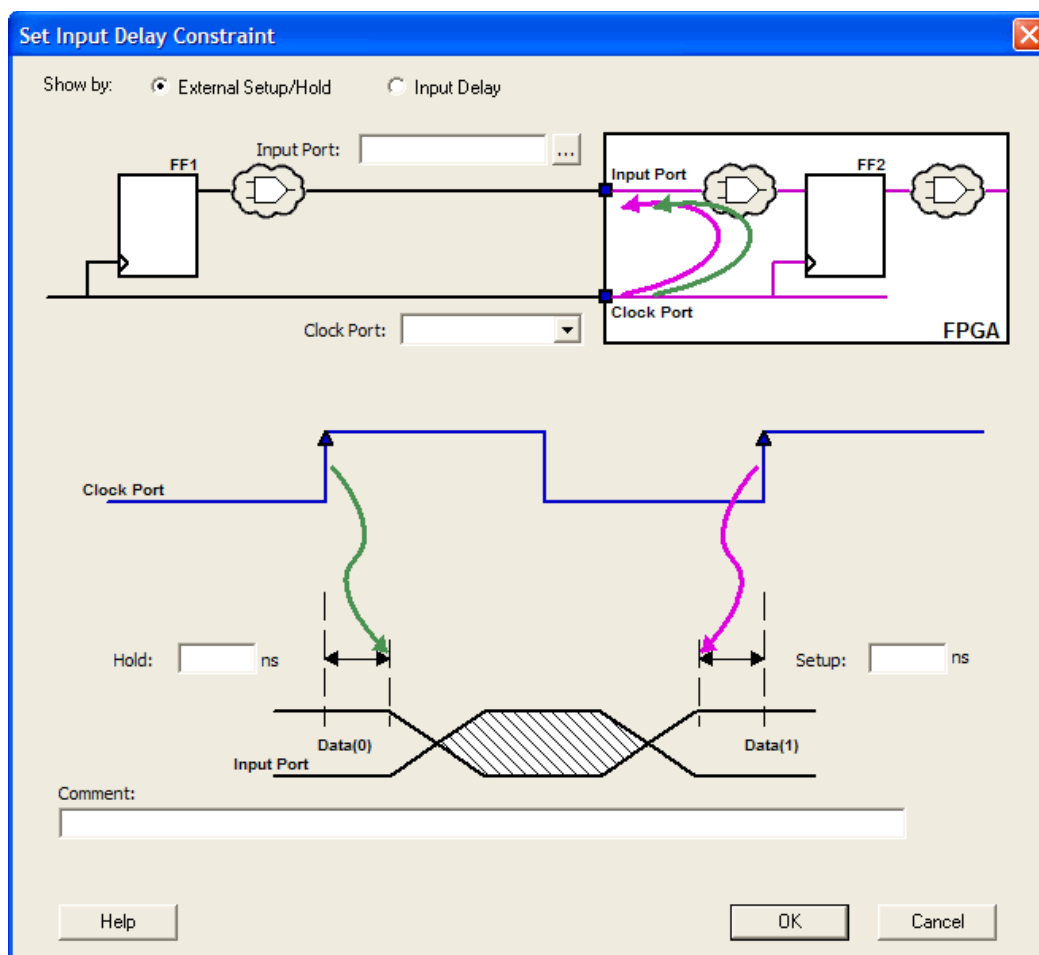 Set Input Delay Constraint
Show by: External Setup/Hold Input Delay
Input Port: ...
FF1
Input Port
FF2
Clock Port: 
Clock Port
FPGA
Clock Port
Hold: ns
Setup: ns
Data(0)
Data(1)
Input Port
Comment:
Help
OK
Cancel